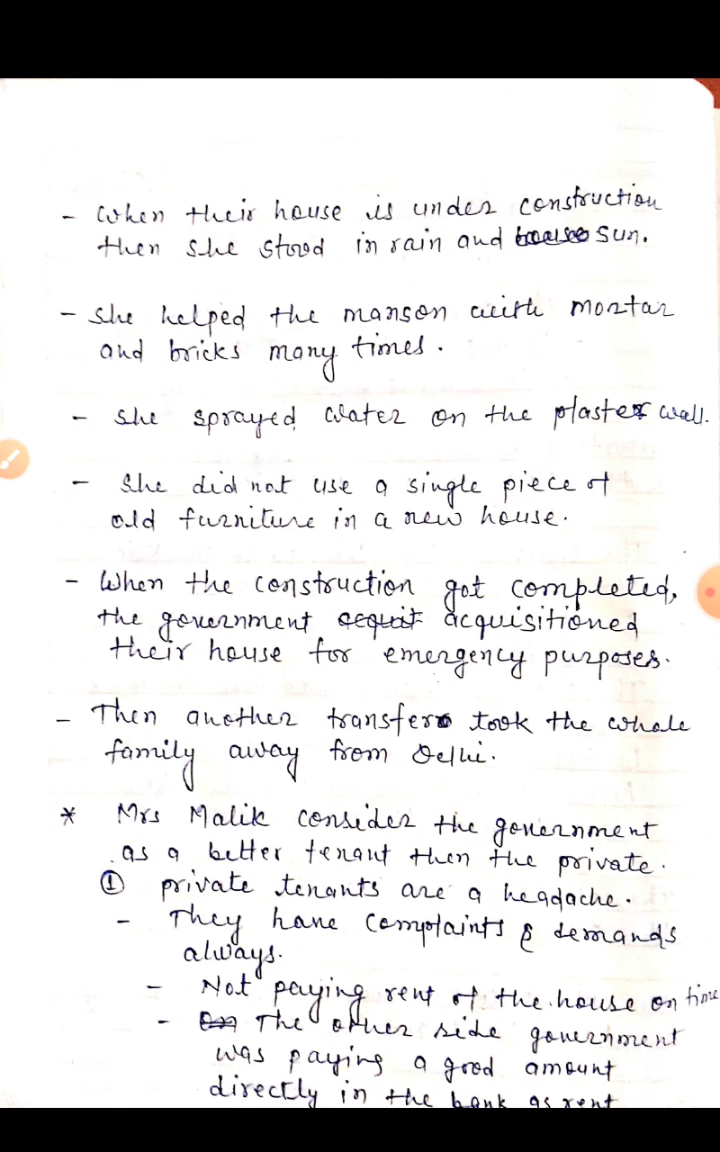 - When their house is under construction
then she stood in rain and sun.
- She helped the manson with mortar
and bricks many times.
- She sprayed water on the plaster wall.
- She did not use a single piece of
old furniture in a new house.
- When the construction got completed,
the government acquisitioned
their house for emergency purposes.
- Then another transfer took the whole
family away from Delhi.
* Mrs Malik consider the government
as a better tenant then the private.
① private tenants are a headache.
- They have complaints & demands
always.
- Not paying rent of the house on time
- The other side government
was paying a good amount
directly in the bank as rent